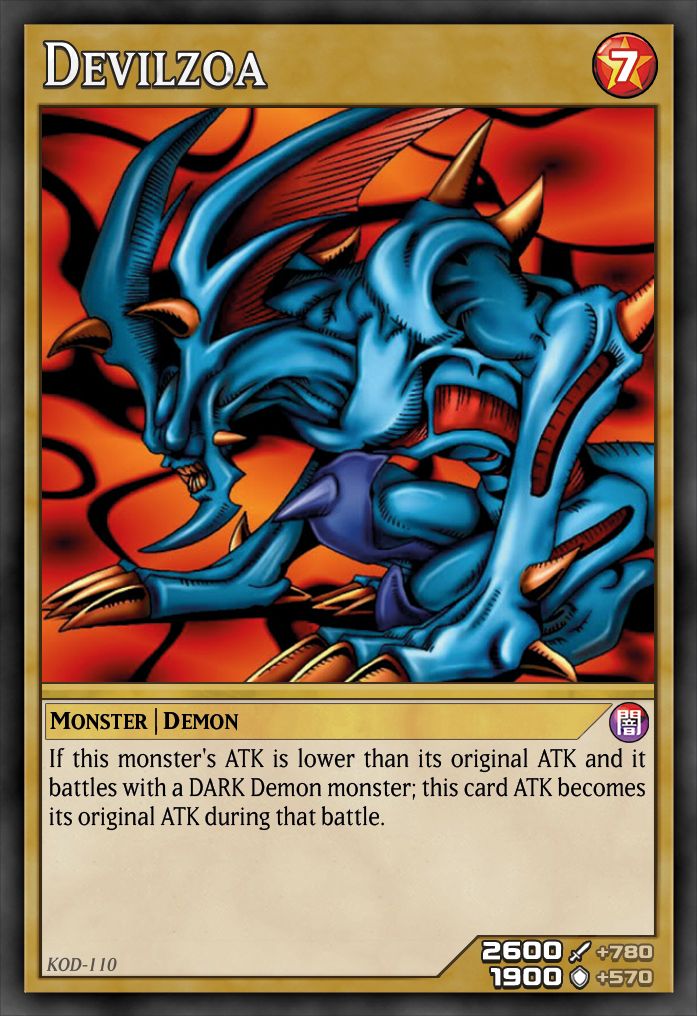 DEVILZOA
7
MONSTER | DEMON
闇
If this monster's ATK is lower than its original ATK and it
battles with a DARK Demon monster; this card ATK becomes
its original ATK during that battle.
2600 +780
KOD-110
1900 +570